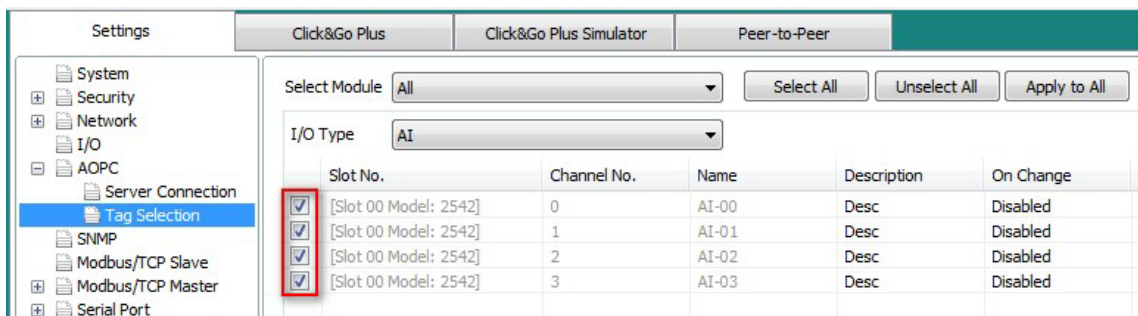 Settings Click&Go Plus Click&Go Plus Simulator Peer-to-Peer
System
Security
Network
I/O
AOPC
Server Connection
Tag Selection
SNMP
Modbus/TCP Slave
Modbus/TCP Master
Serial Port
Select Module All Select All Unselect All Apply to All
I/O Type AI
Slot No. Channel No. Name Description On Change
[Slot 00 Model: 2542] 0 AI-00 Desc Disabled
[Slot 00 Model: 2542] 1 AI-01 Desc Disabled
[Slot 00 Model: 2542] 2 AI-02 Desc Disabled
[Slot 00 Model: 2542] 3 AI-03 Desc Disabled